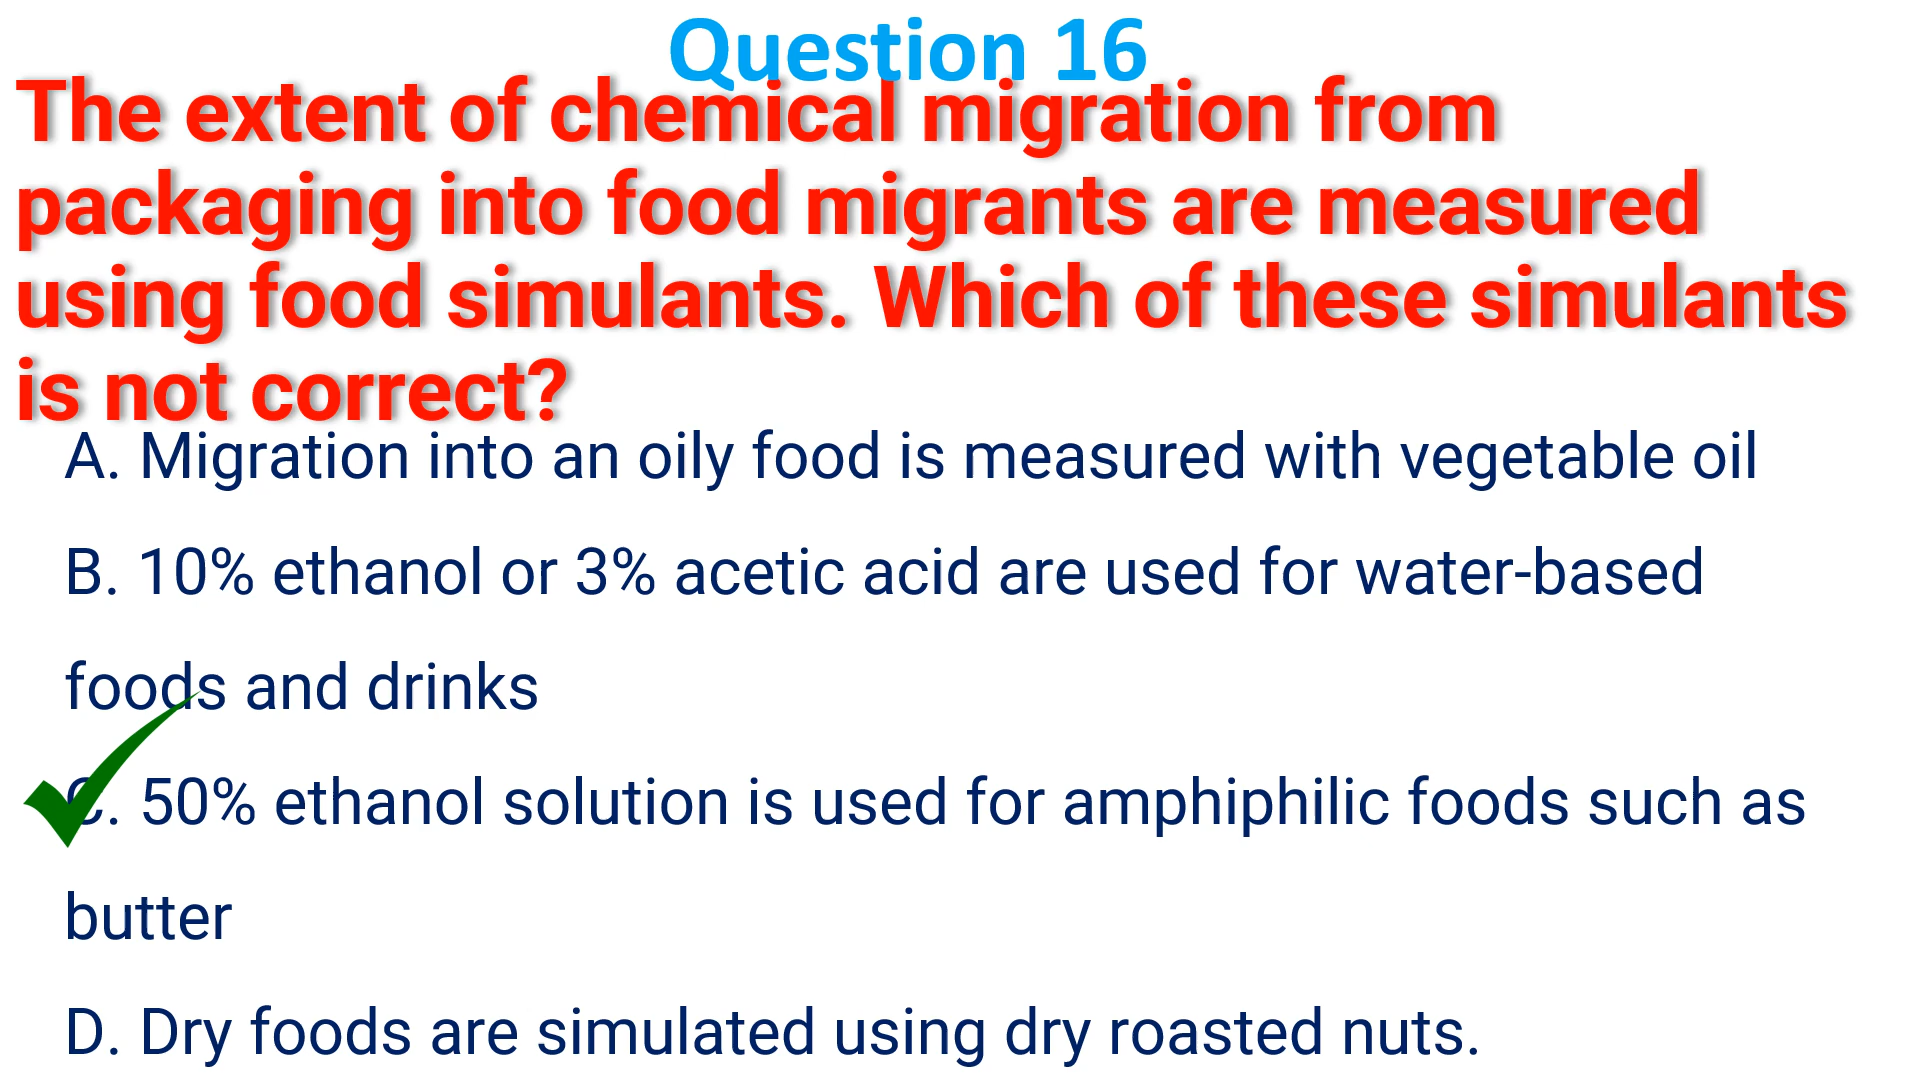 Question 16
The extent of chemical migration from
packaging into food migrants are measured
using food simulants. Which of these simulants
is not correct?
A. Migration into an oily food is measured with vegetable oil
B. 10% ethanol or 3% acetic acid are used for water-based
foods and drinks
C. 50% ethanol solution is used for amphiphilic foods such as
butter
D. Dry foods are simulated using dry roasted nuts.